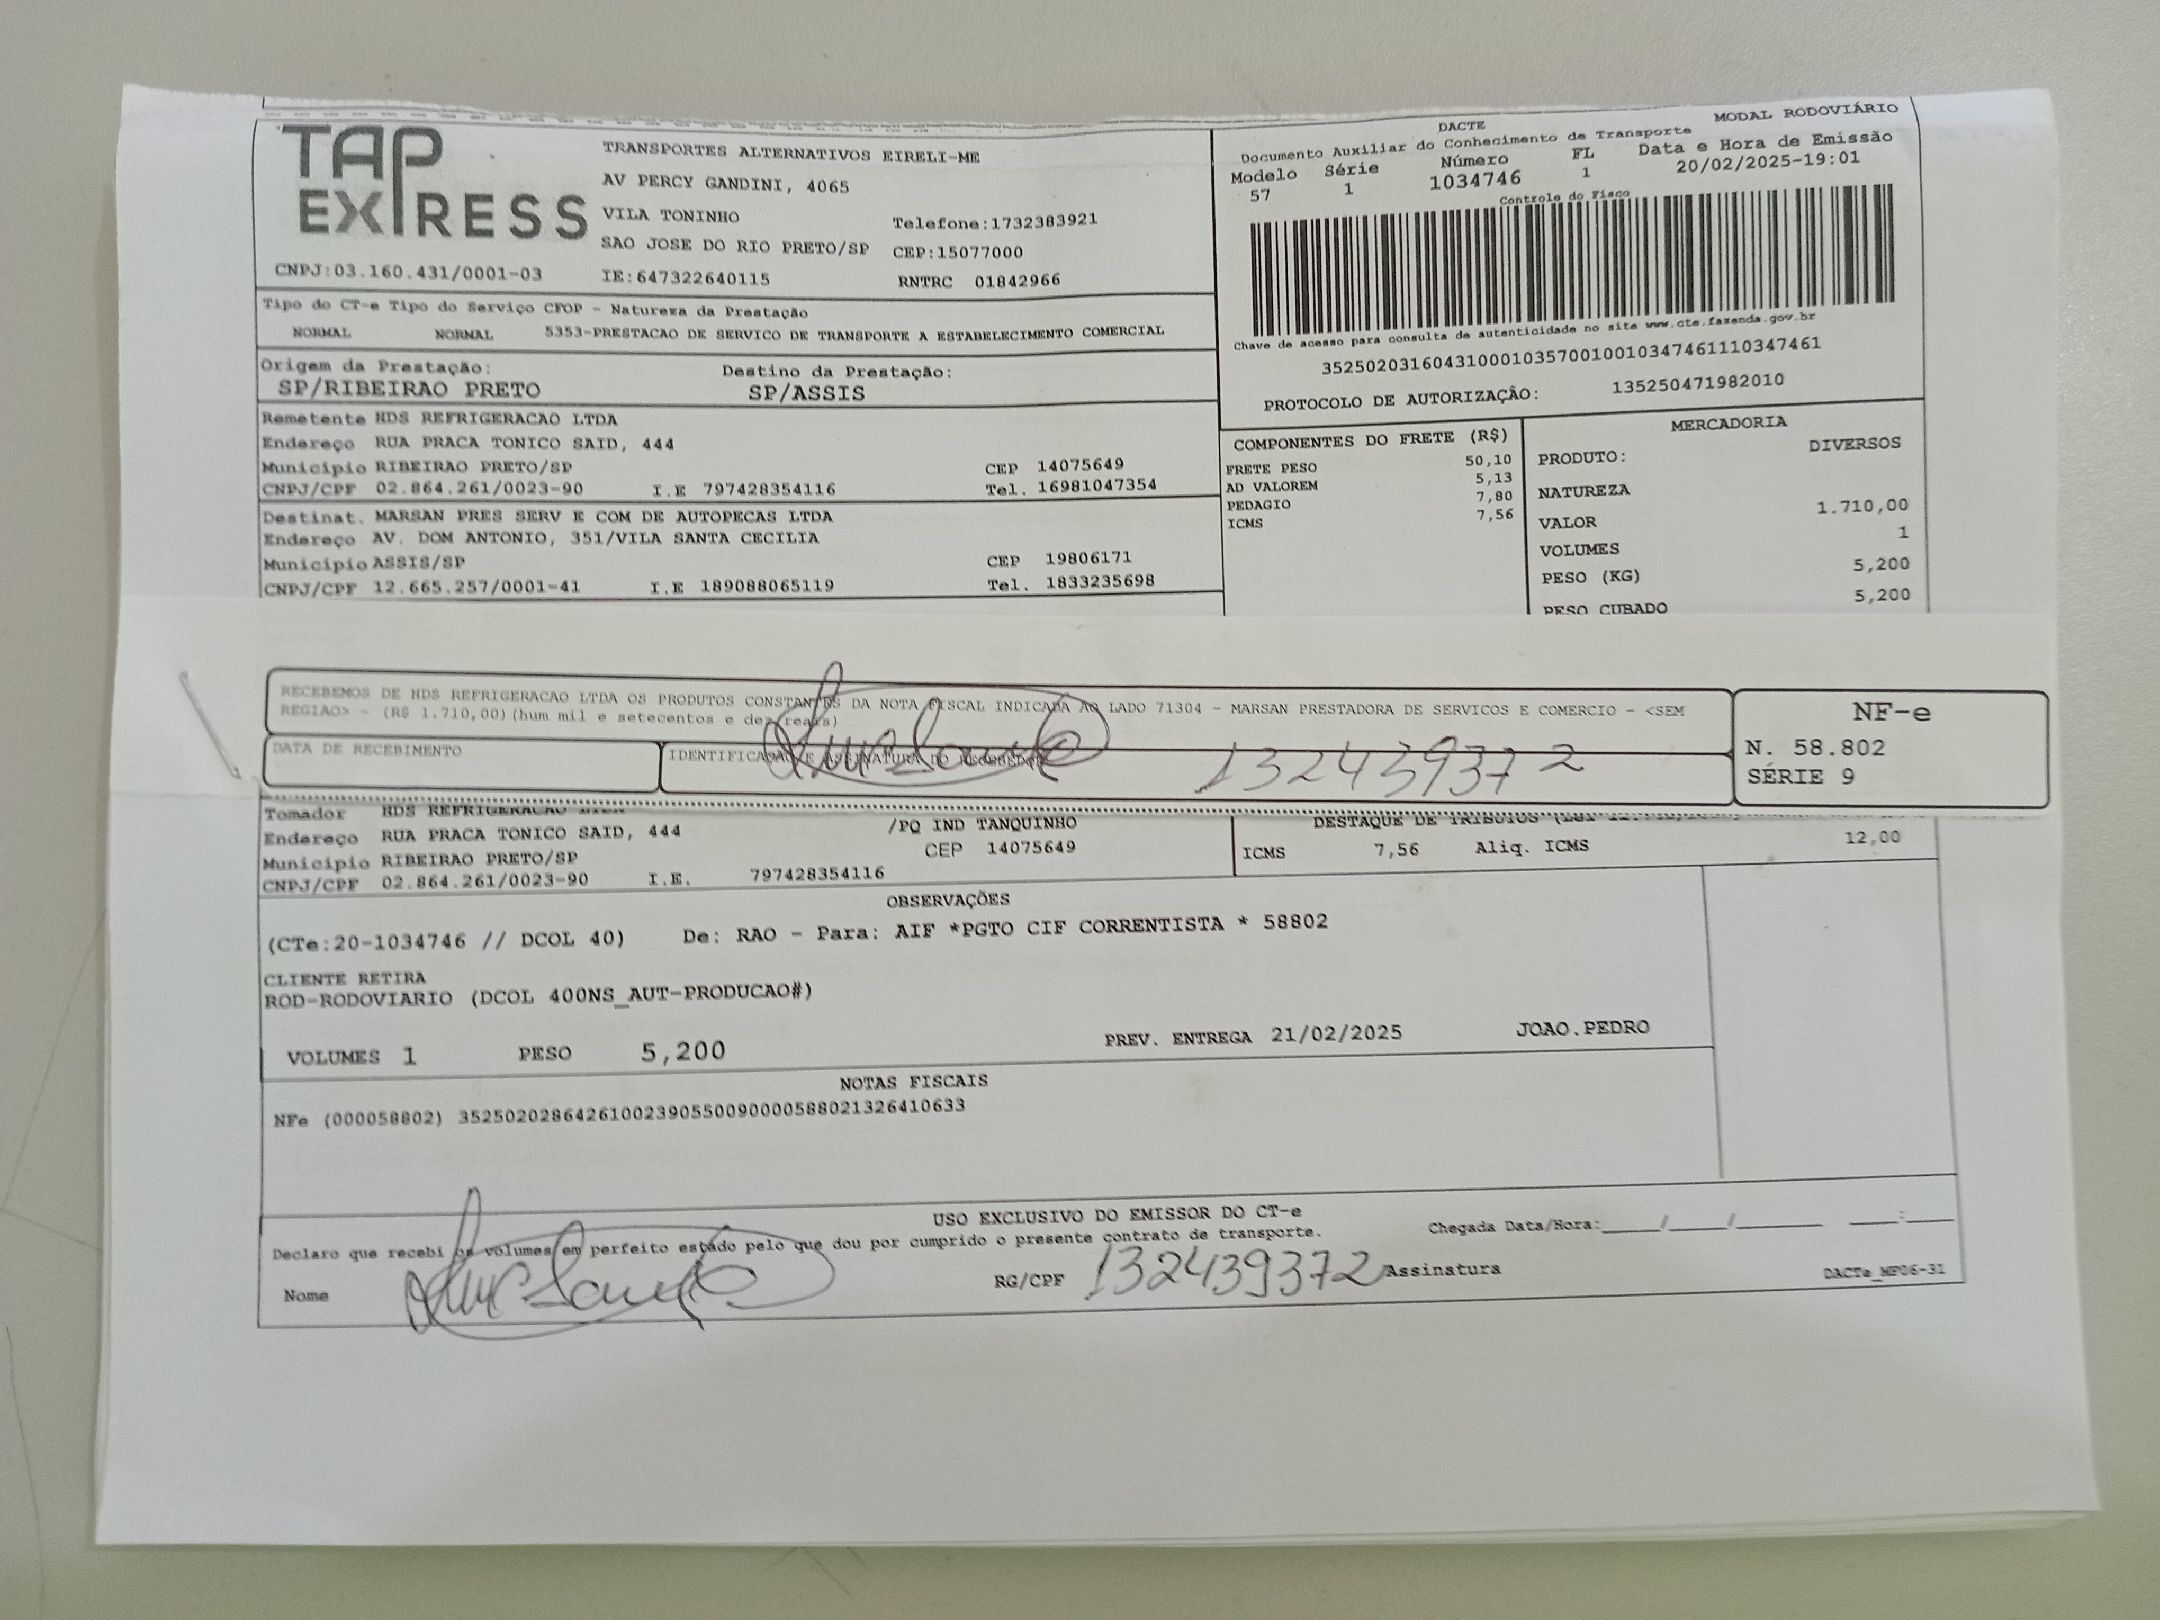 TAP EXPRESS
TRANSPORTES ALTERNATIVOS EIRELI-ME
AV PERCY GANDINI, 4065
VILA TONINHO
Telefone:1732383921
SAO JOSE DO RIO PRETO/SP CEP:15077000
CNPJ:03.160.431/0001-03 IE:647322640115 RNTRC 01842966
MODAL RODOVIÁRIO
DACTE
Documento Auxiliar do Conhecimento de Transporte
Modelo Série Número FL Data e Hora de Emissão
57 1 1034746 1 20/02/2025-19:01
Controle do Fisco
Chave de acesso para consulta de autenticidade no site www.cte.fazenda.gov.br
35250203160431000103570010010347461110347461
PROTOCOLO DE AUTORIZAÇÂO: 135250471982010
Tipo do CT-e Tipo do Serviço CFOP - Natureza da Prestação
NORMAL NORMAL 5353-PRESTACAO DE SERVICO DE TRANSPORTE A ESTABELECIMENTO COMERCIAL
Origem da Prestação: Destino da Prestação:
SP/RIBEIRAO PRETO SP/ASSIS
Remetente HDS REFRIGERACAO LTDA
Endereço RUA PRACA TONICO SAID, 444
Município RIBEIRAO PRETO/SP CEP 14075649
CNPJ/CPF 02.864.261/0023-90 I.E 797428354116 Tel. 16981047354
Destinat. MARSAN PRES SERV E COM DE AUTOPECAS LTDA
Endereço AV. DOM ANTONIO, 351/VILA SANTA CECILIA
Município ASSIS/SP CEP 19806171
CNPJ/CPF 12.665.257/0001-41 I.E 189088065119 Tel. 1833235698
COMPONENTES DO FRETE (R$)
FRETE PESO 50,10
AD VALOREM 5,13
PEDAGIO 7,80
ICMS 7,56
MERCADORIA
PRODUTO: DIVERSOS
NATUREZA
VALOR 1.710,00
VOLUMES 1
PESO (KG) 5,200
PESO CUBADO 5,200
RECEBEMOS DE HDS REFRIGERACAO LTDA OS PRODUTOS CONSTANTES DA NOTA FISCAL INDICADA AO LADO 71304 - MARSAN PRESTADORA DE SERVICOS E COMERCIO - <SEM
REGIAO> - (R$ 1.710,00)(hum mil e setecentos e dez reais)
DATA DE RECEBIMENTO IDENTIFICAÇÃO E ASSINATURA DO RECEBEDOR 132439372
NF-e
N. 58.802
SÉRIE 9
Tomador HDS REFRIGERACAO LTDA
Endereço RUA PRACA TONICO SAID, 444 /PQ IND TANQUINHO
Município RIBEIRAO PRETO/SP CEP 14075649
CNPJ/CPF 02.864.261/0023-90 I.E. 797428354116
DESTAQUE DE TRIBUTOS
ICMS 7,56 Aliq. ICMS 12,00
OBSERVAÇÕES
(CTe:20-1034746 // DCOL 40) De: RAO - Para: AIF *PGTO CIF CORRENTISTA * 58802
CLIENTE RETIRA
ROD-RODOVIARIO (DCOL 400NS_AUT-PRODUCAO#)
VOLUMES 1 PESO 5,200 PREV. ENTREGA 21/02/2025 JOAO.PEDRO
NOTAS FISCAIS
NFe (000058802) 35250202864261002390550090000588021326410633
USO EXCLUSIVO DO EMISSOR DO CT-e
Declaro que recebi os volumes em perfeito estado pelo que dou por cumprido o presente contrato de transporte.
Chegada Data/Hora:____/____/______ ___:___
Nome RG/CPF 132439372 Assinatura
DACTe_MP06-31